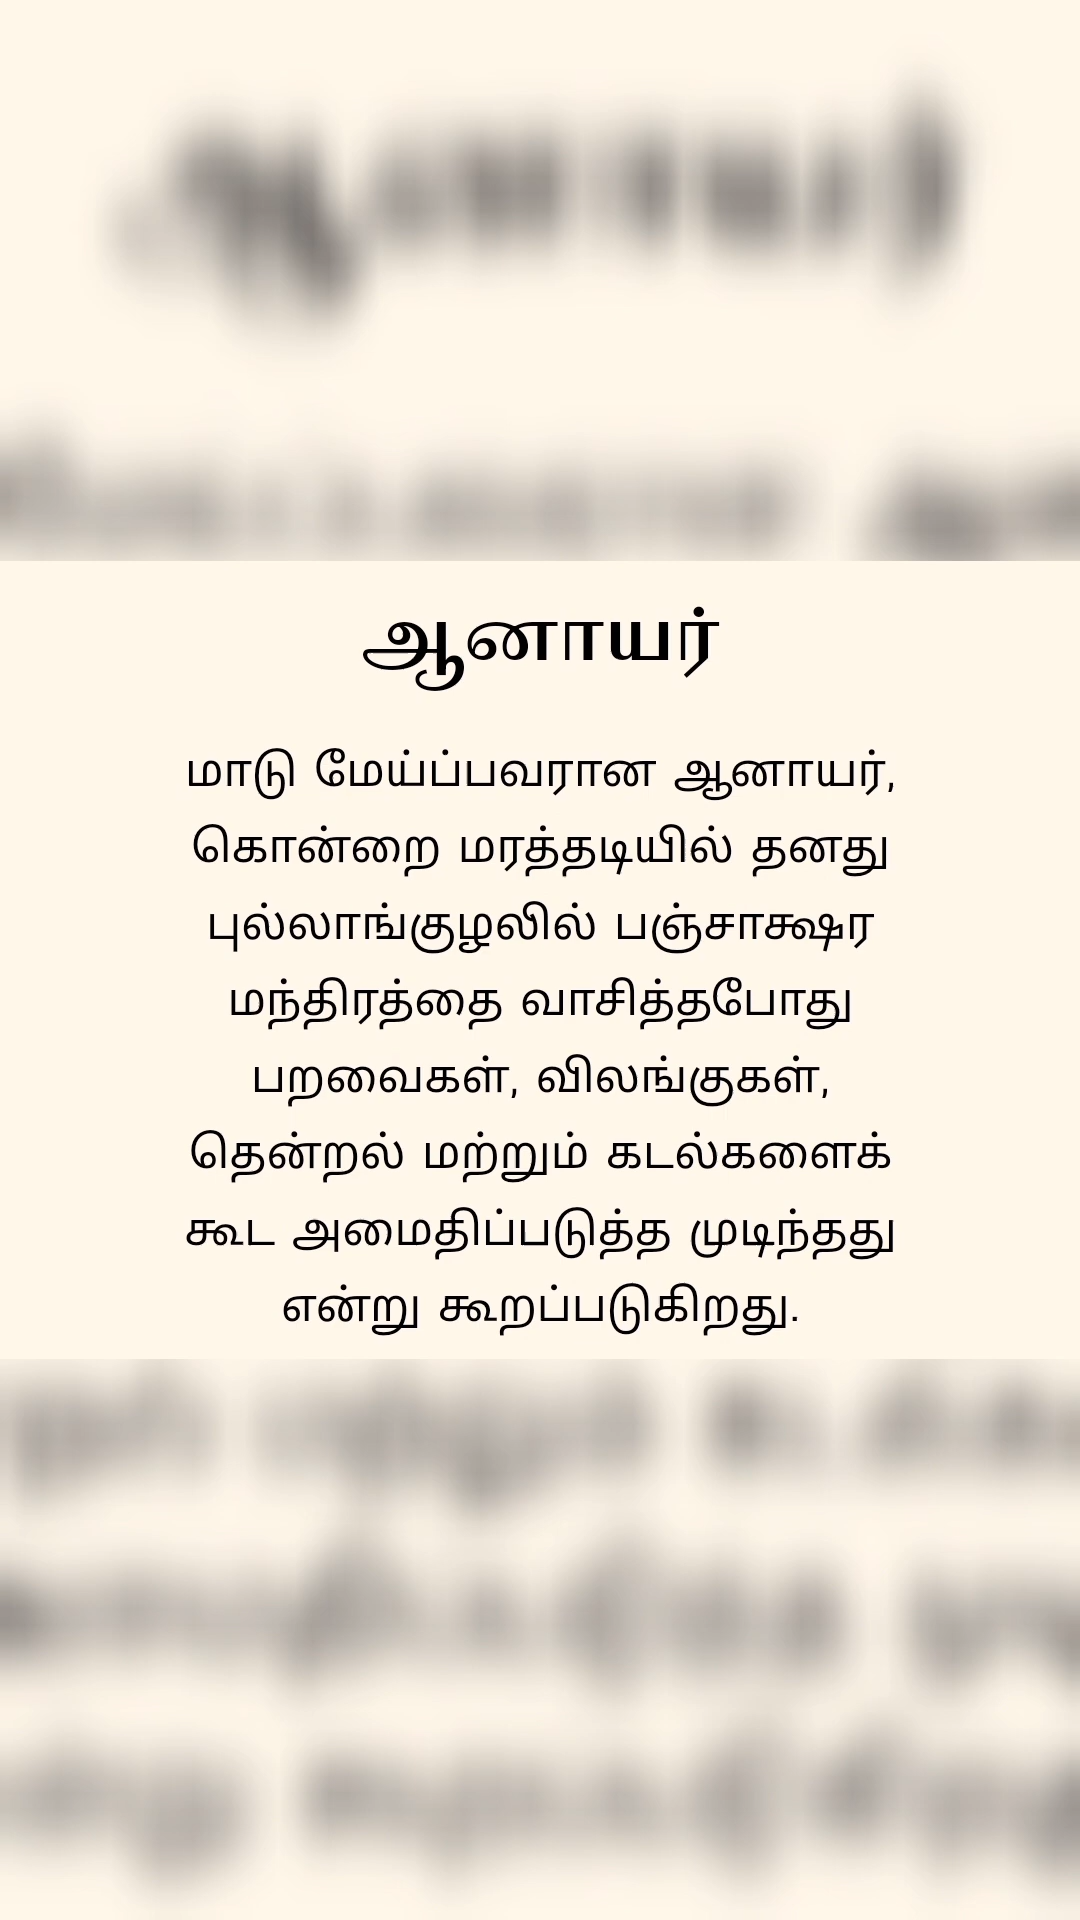 ஆனாயர்
மாடு மேய்ப்பவரான ஆனாயர்,
கொன்றை மரத்தடியில் தனது
புல்லாங்குழலில் பஞ்சாக்ஷர
மந்திரத்தை வாசித்தபோது
பறவைகள், விலங்குகள்,
தென்றல் மற்றும் கடல்களைக்
கூட அமைதிப்படுத்த முடிந்தது
என்று கூறப்படுகிறது.